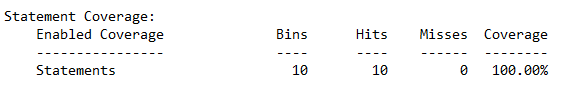 Statement Coverage:
    Enabled Coverage              Bins      Hits    Misses  Coverage
    ----------------              ----      ----    ------  --------
    Statements                      10        10         0   100.00%